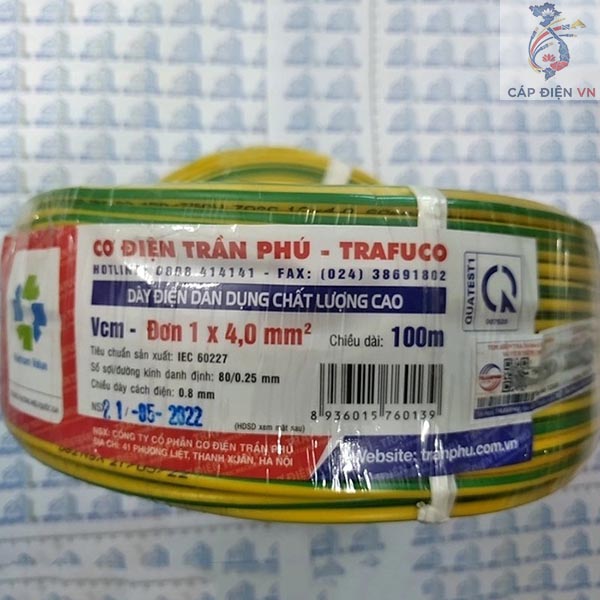 CÁP ĐIỆN VN
CƠ ĐIỆN TRẦN PHÚ - TRAFUCO
HOTLINE: 0888.414141 - FAX: (024) 38691802
DÂY ĐIỆN DÂN DỤNG CHẤT LƯỢNG CAO
Vcm - Đơn 1 x 4,0 mm² Chiều dài: 100m
Tiêu chuẩn sản xuất: IEC 60227
Số sợi/đường kính danh định: 80/0.25 mm
Chiều dày cách điện: 0.8 mm
NSX 21-05-2022
(HDSD xem mặt sau)
8 936015 760139
NSX: CÔNG TY CỔ PHẦN CƠ ĐIỆN TRẦN PHÚ
ĐỊA CHỈ: 41 PHƯƠNG LIỆT, THANH XUÂN, HÀ NỘI
Website: tranphu.com.vn
QUATEST1
Vietnam Value